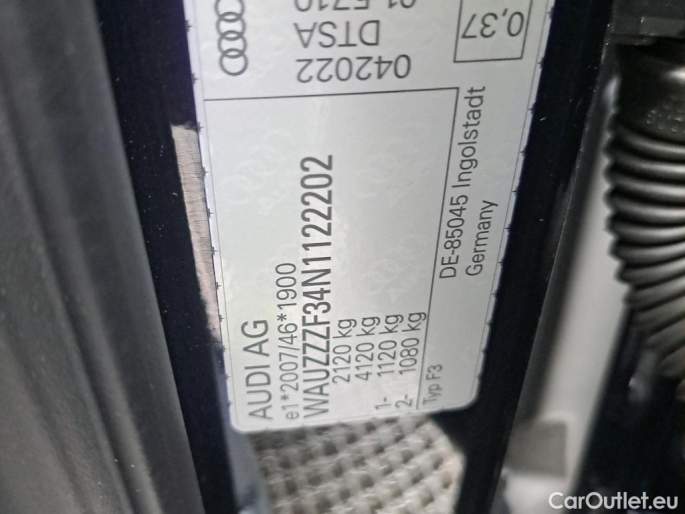 AUDI AG
e1*2007/46*1900
WAUZZZF34N1122202
2120 kg
4120 kg
1- 1120 kg
2- 1080 kg
Typ F3
DE-85045 Ingolstadt
Germany
042022
DTSA
0,37
CarOutlet.eu